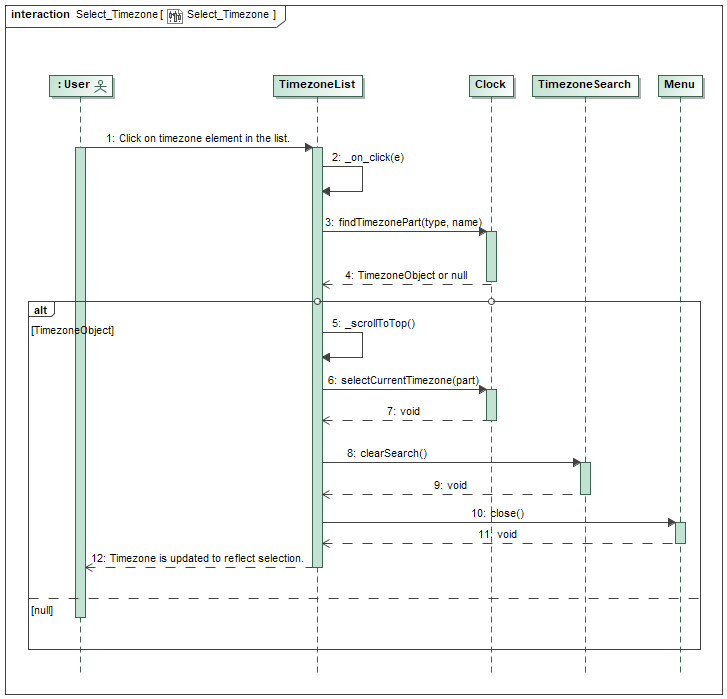 interaction Select_Timezone [ Select_Timezone ]
: User
TimezoneList
Clock
TimezoneSearch
Menu
1: Click on timezone element in the list.
2: _on_click(e)
3: findTimezonePart(type, name)
4: TimezoneObject or null
alt
[TimezoneObject]
5: _scrollToTop()
6: selectCurrentTimezone(part)
7: void
8: clearSearch()
9: void
10: close()
11: void
12: Timezone is updated to reflect selection.
[null]